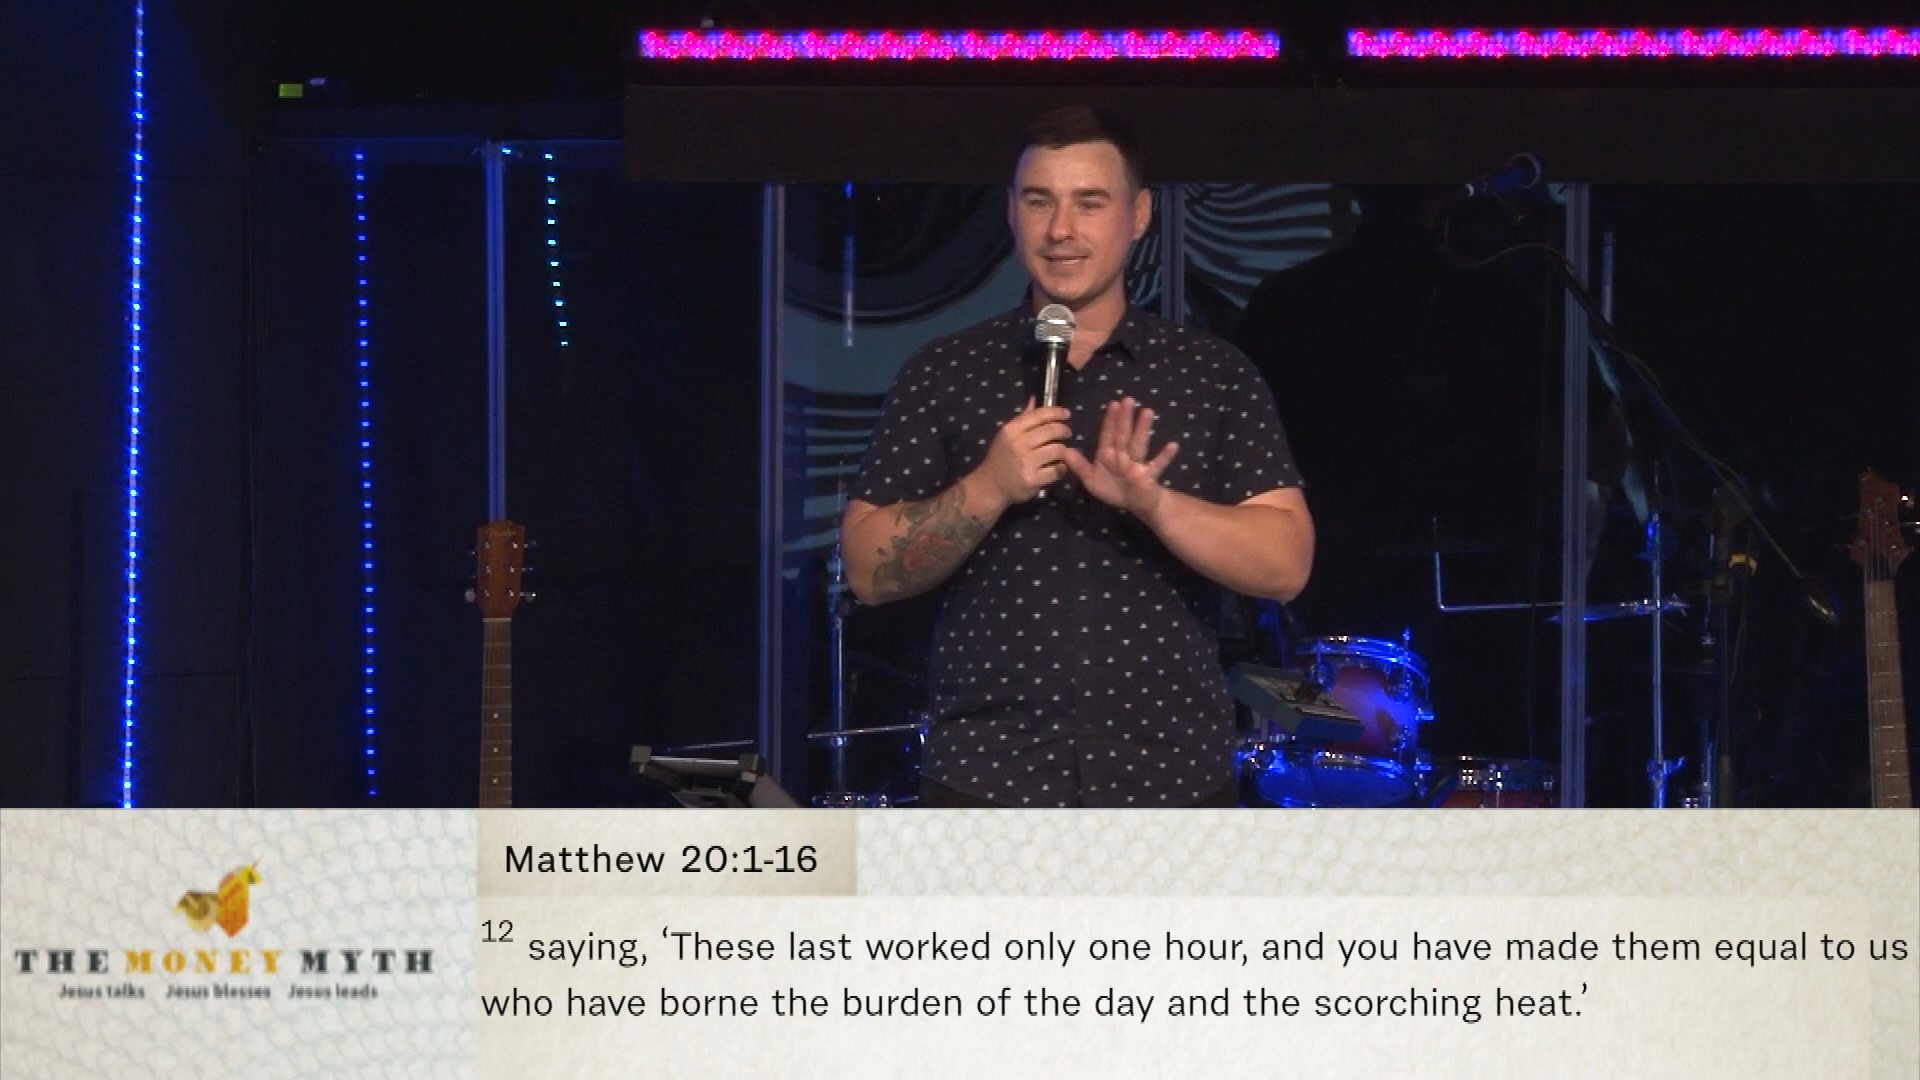 Matthew 20:1-16
12 saying, ‘These last worked only one hour, and you have made them equal to us
who have borne the burden of the day and the scorching heat.’
THE MONEY MYTH
Jesus talks Jesus blesses Jesus leads